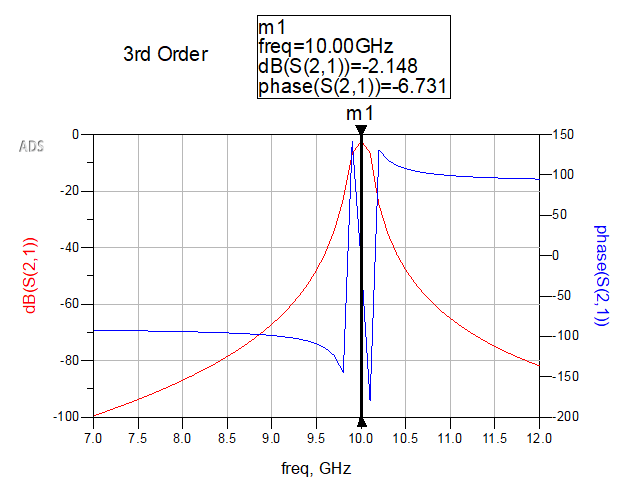 3rd Order
m1
freq=10.00GHz
dB(S(2,1))=-2.148
phase(S(2,1))=-6.731
m1
ADS
0
-20
-40
-60
-80
-100
150
100
50
0
-50
-100
-150
-200
dB(S(2,1))
phase(S(2,1))
7.0 7.5 8.0 8.5 9.0 9.5 10.0 10.5 11.0 11.5 12.0
freq, GHz